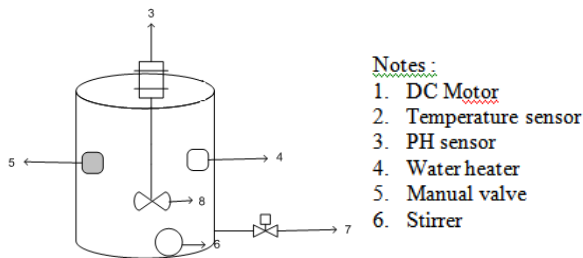 3
5
4
8
6
7
Notes :
1. DC Motor
2. Temperature sensor
3. PH sensor
4. Water heater
5. Manual valve
6. Stirrer